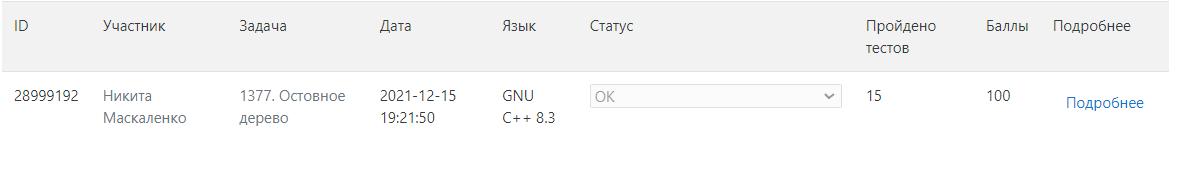 ID Участник Задача Дата Язык Статус Пройдено тестов Баллы Подробнее
28999192 Никита Маскаленко 1377. Остовное дерево 2021-12-15 19:21:50 GNU C++ 8.3 OK 15 100 Подробнее